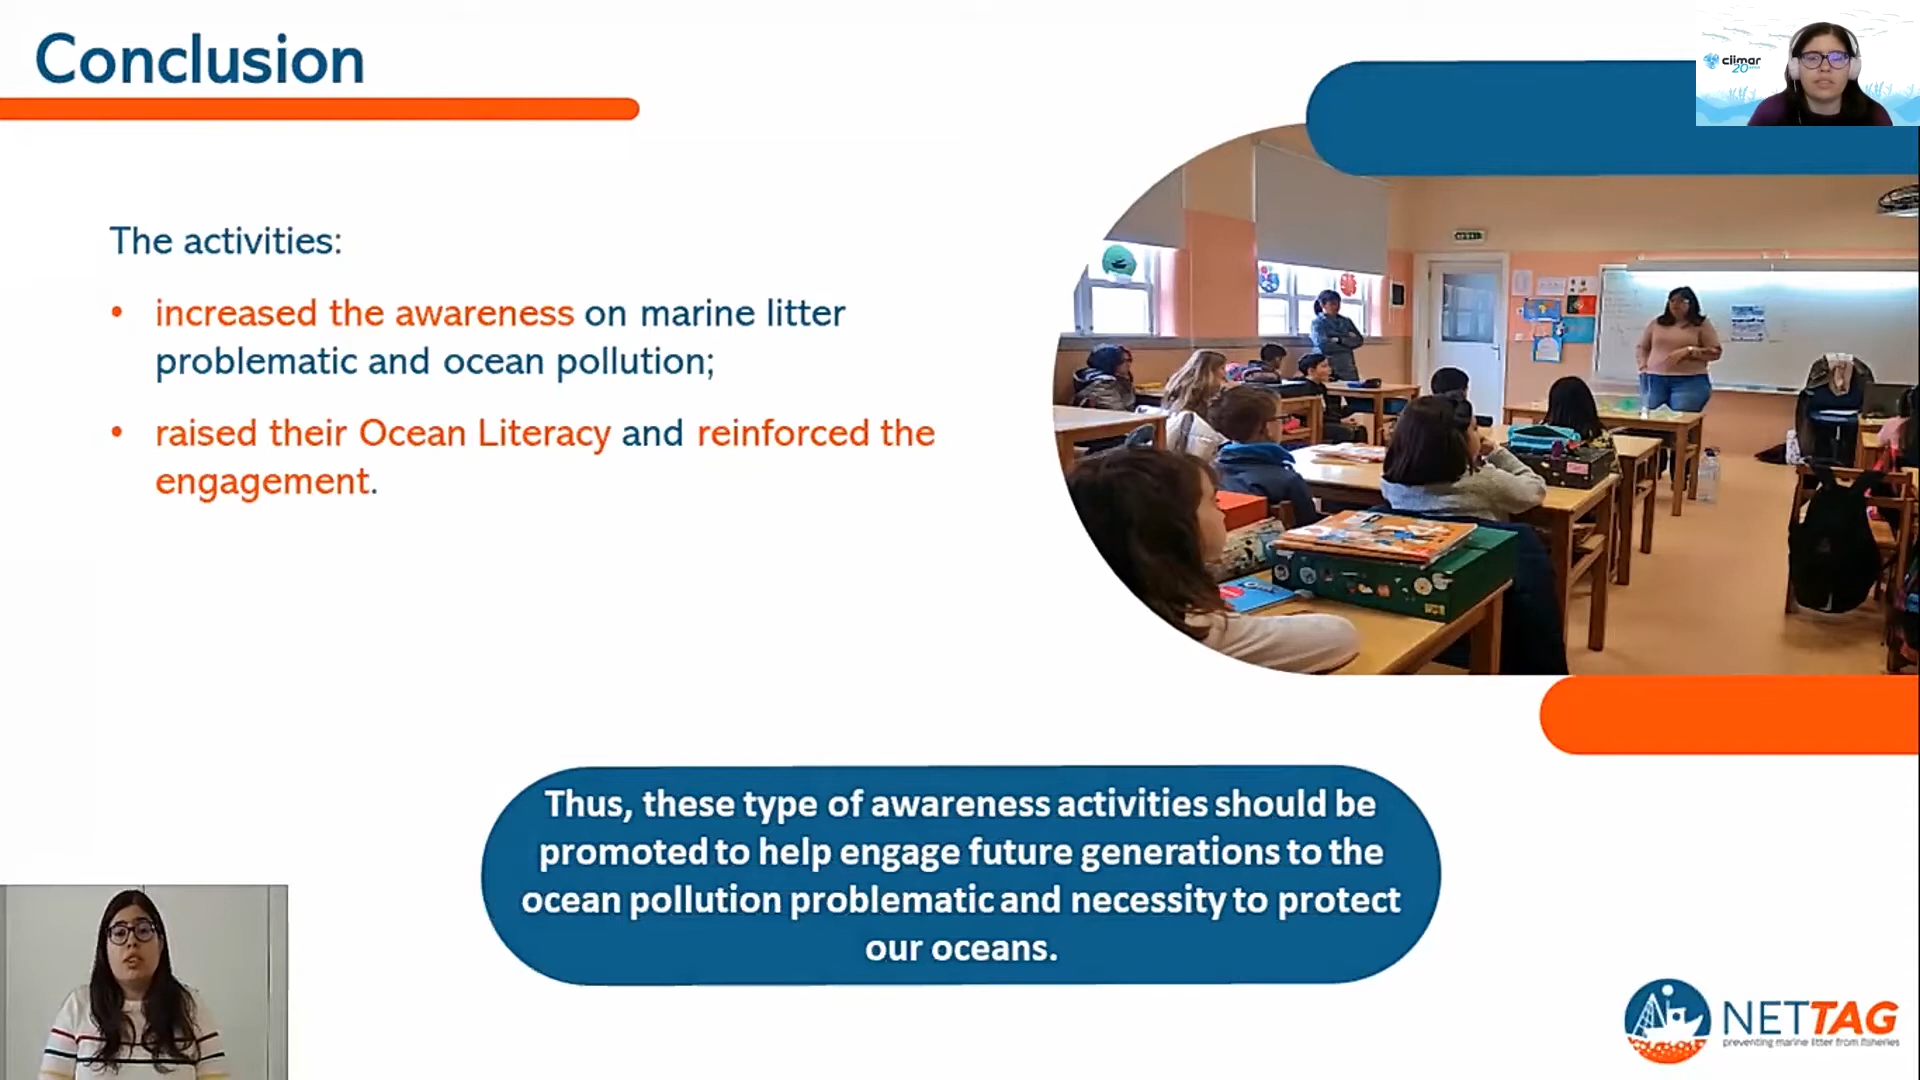 Conclusion
ciimar
20
The activities:
• increased the awareness on marine litter
problematic and ocean pollution;
• raised their Ocean Literacy and reinforced the
engagement.
Thus, these type of awareness activities should be
promoted to help engage future generations to the
ocean pollution problematic and necessity to protect
our oceans.
NETTAG
preventing marine litter from fisheries